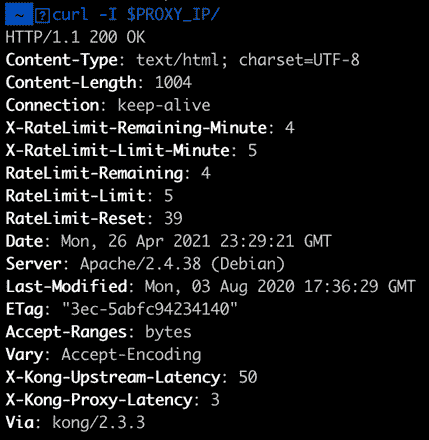 ~ ?curl -I $PROXY_IP/
HTTP/1.1 200 OK
Content-Type: text/html; charset=UTF-8
Content-Length: 1004
Connection: keep-alive
X-RateLimit-Remaining-Minute: 4
X-RateLimit-Limit-Minute: 5
RateLimit-Remaining: 4
RateLimit-Limit: 5
RateLimit-Reset: 39
Date: Mon, 26 Apr 2021 23:29:21 GMT
Server: Apache/2.4.38 (Debian)
Last-Modified: Mon, 03 Aug 2020 17:36:29 GMT
ETag: "3ec-5abfc94234140"
Accept-Ranges: bytes
Vary: Accept-Encoding
X-Kong-Upstream-Latency: 50
X-Kong-Proxy-Latency: 3
Via: kong/2.3.3